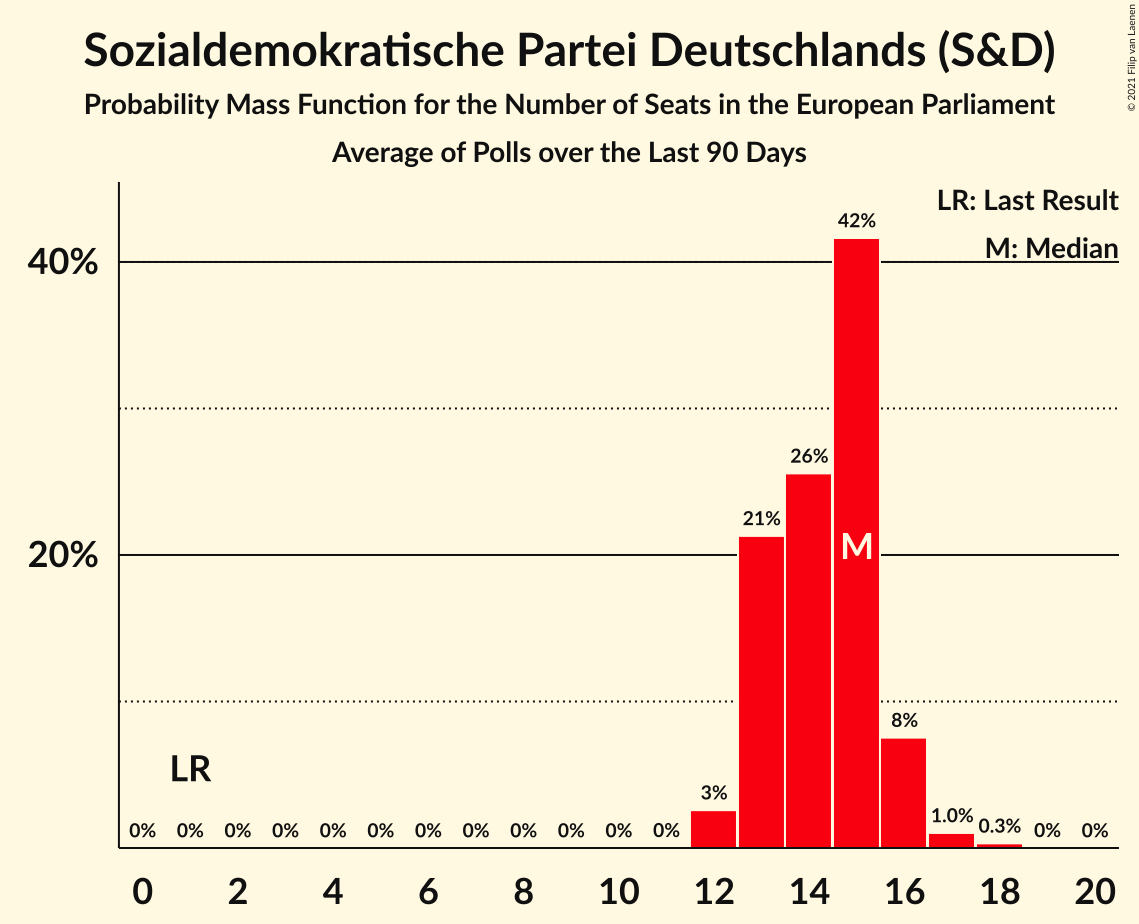 Sozialdemokratische Partei Deutschlands (S&D)
Probability Mass Function for the Number of Seats in the European Parliament
Average of Polls over the Last 90 Days
© 2021 Filip van Laenen
LR: Last Result
M: Median
40%
20%
42%
26%
21%
M
8%
3%
1.0%
0.3%
LR
0% 0% 0% 0% 0% 0% 0% 0% 0% 0% 0% 0% 0% 0%
0 2 4 6 8 10 12 14 16 18 20